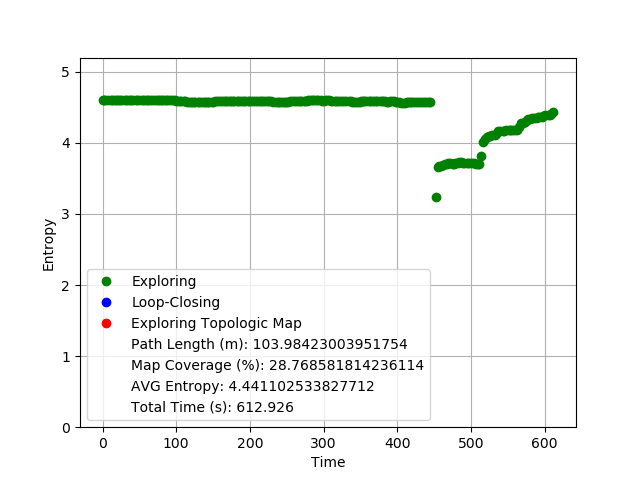 5
4
3
2
1
0
Entropy
Exploring
Loop-Closing
Exploring Topologic Map
Path Length (m): 103.98423003951754
Map Coverage (%): 28.768581814236114
AVG Entropy: 4.441102533827712
Total Time (s): 612.926
0 100 200 300 400 500 600
Time